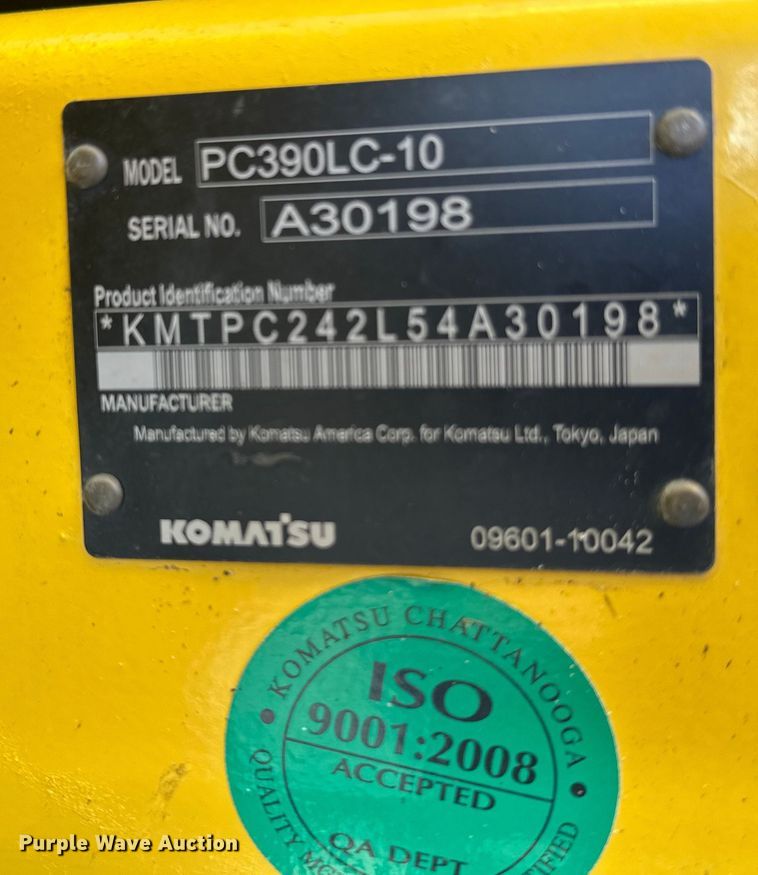 MODEL PC390LC-10
SERIAL NO. A30198
Product Identification Number
*KMTPC242L54A30198*
MANUFACTURER
Manufactured by Komatsu America Corp. for Komatsu Ltd., Tokyo, Japan
KOMATSU 09601-10042
KOMATSU CHATTANOOGA
ISO
9001:2008
ACCEPTED
QA DEPT
QUALITY
Purple Wave Auction